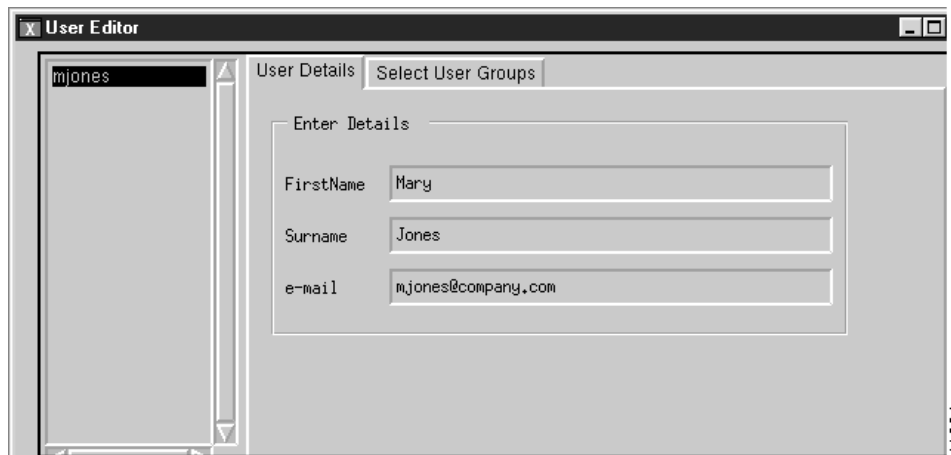 User Editor
mjones
User Details
Select User Groups
Enter Details
FirstName
Mary
Surname
Jones
e-mail
mjones@company.com